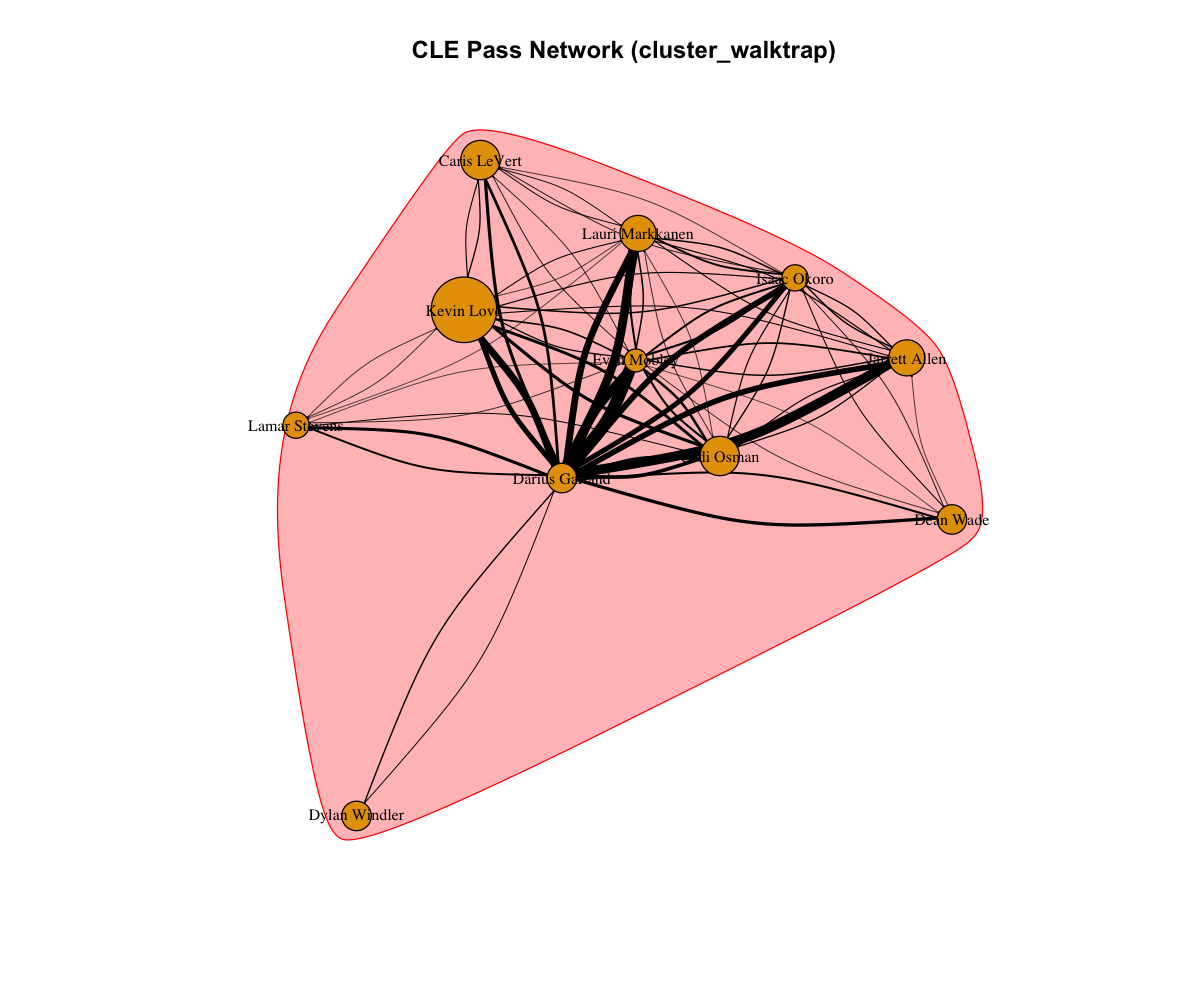 CLE Pass Network (cluster_walktrap)
Caris LeVert
Lauri Markkanen
Isaac Okoro
Kevin Love
Evan Mobley
Jarrett Allen
Lamar Stevens
Cedi Osman
Darius Garland
Dean Wade
Dylan Windler